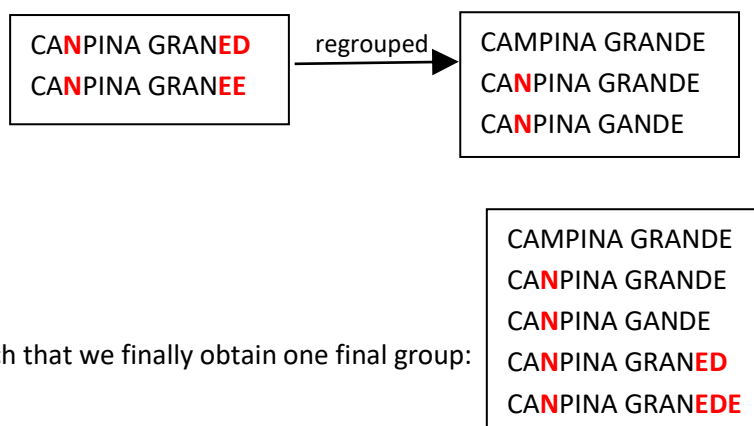 CANPINA GRANED
CANPINA GRANEE
regrouped
CAMPINA GRANDE
CANPINA GRANDE
CANPINA GANDE
that we finally obtain one final group:
CAMPINA GRANDE
CANPINA GRANDE
CANPINA GANDE
CANPINA GRANED
CANPINA GRANEDE